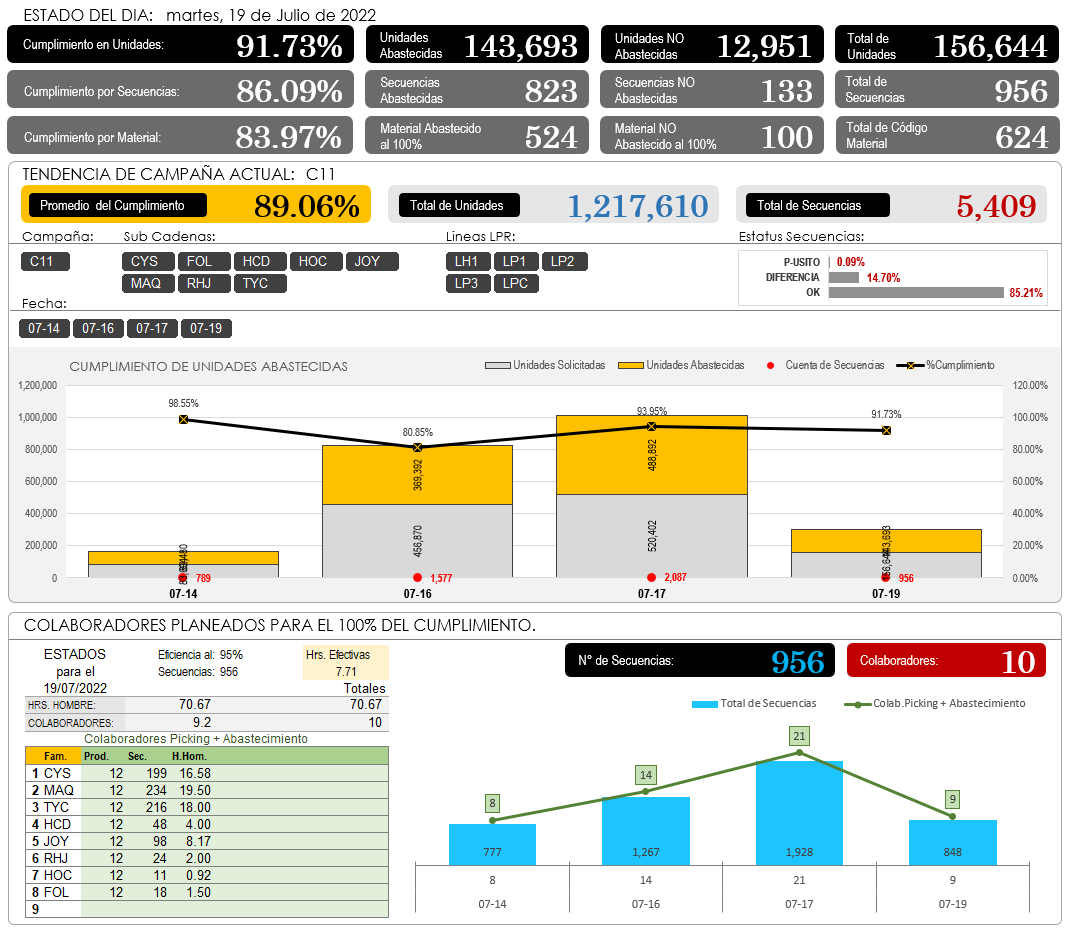 ESTADO DEL DIA: martes, 19 de Julio de 2022
Cumplimiento en Unidades: 91.73%
Unidades Abastecidas 143,693
Unidades NO Abastecidas 12,951
Total de Unidades 156,644
Cumplimiento por Secuencias: 86.09%
Secuencias Abastecidas 823
Secuencias NO Abastecidas 133
Total de Secuencias 956
Cumplimiento por Material: 83.97%
Material Abastecido al 100% 524
Material NO Abastecido al 100% 100
Total de Código Material 624
TENDENCIA DE CAMPAÑA ACTUAL: C11
Promedio del Cumplimiento 89.06%
Total de Unidades 1,217,610
Total de Secuencias 5,409
Campaña: Sub Cadenas: Lineas LPR: Estatus Secuencias:
C11 CYS FOL HCD HOC JOY LH1 LP1 LP2
MAQ RHJ TYC LP3 LPC
P-USITO 0.09%
DIFERENCIA 14.70%
OK 85.21%
Fecha:
07-14 07-16 07-17 07-19
CUMPLIMIENTO DE UNIDADES ABASTECIDAS
Unidades Solicitadas Unidades Abastecidas Cuenta de Secuencias %Cumplimiento
1,200,000 120.00%
1,000,000 100.00%
800,000 80.00%
600,000 60.00%
400,000 40.00%
200,000 20.00%
0 0.00%
98.55% 80.85% 93.95% 91.73%
369,392 488,892 143,693
456,870 520,402
789 1,577 2,087 956
07-14 07-16 07-17 07-19
COLABORADORES PLANEADOS PARA EL 100% DEL CUMPLIMIENTO.
ESTADOS Eficiencia al: 95% Hrs. Efectivas
para el Secuencias: 956 7.71
19/07/2022 Totales
HRS. HOMBRE: 70.67 70.67
COLABORADORES: 9.2 10
Colaboradores Picking + Abastecimiento
Fam. Prod. Sec. H.Hom.
1 CYS 12 199 16.58
2 MAQ 12 234 19.50
3 TYC 12 216 18.00
4 HCD 12 48 4.00
5 JOY 12 98 8.17
6 RHJ 12 24 2.00
7 HOC 12 11 0.92
8 FOL 12 18 1.50
9
N° de Secuencias: 956
Colaboradores: 10
Total de Secuencias Colab.Picking + Abastecimiento
8 14 21 9
777 1,267 1,928 848
8 14 21 9
07-14 07-16 07-17 07-19